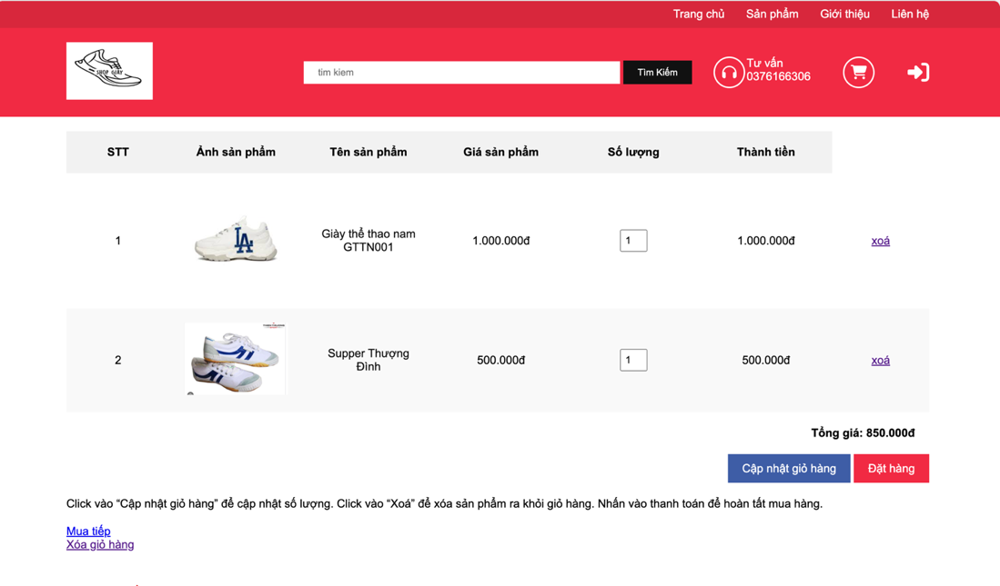 Trang chủ Sản phẩm Giới thiệu Liên hệ
SHOP GIÀY
tim kiem
Tìm Kiếm
Tư vấn
0376166306
STT Ảnh sản phẩm Tên sản phẩm Giá sản phẩm Số lượng Thành tiền
1 Giày thể thao nam GTTN001 1.000.000đ 1 1.000.000đ xoá
LA
2 Supper Thượng Đình 500.000đ 1 500.000đ xoá
Tổng giá: 850.000đ
Cập nhật giỏ hàng Đặt hàng
Click vào “Cập nhật giỏ hàng” để cập nhật số lượng. Click vào “Xoá” để xóa sản phẩm ra khỏi giỏ hàng. Nhấn vào thanh toán để hoàn tất mua hàng.
Mua tiếp
Xóa giỏ hàng